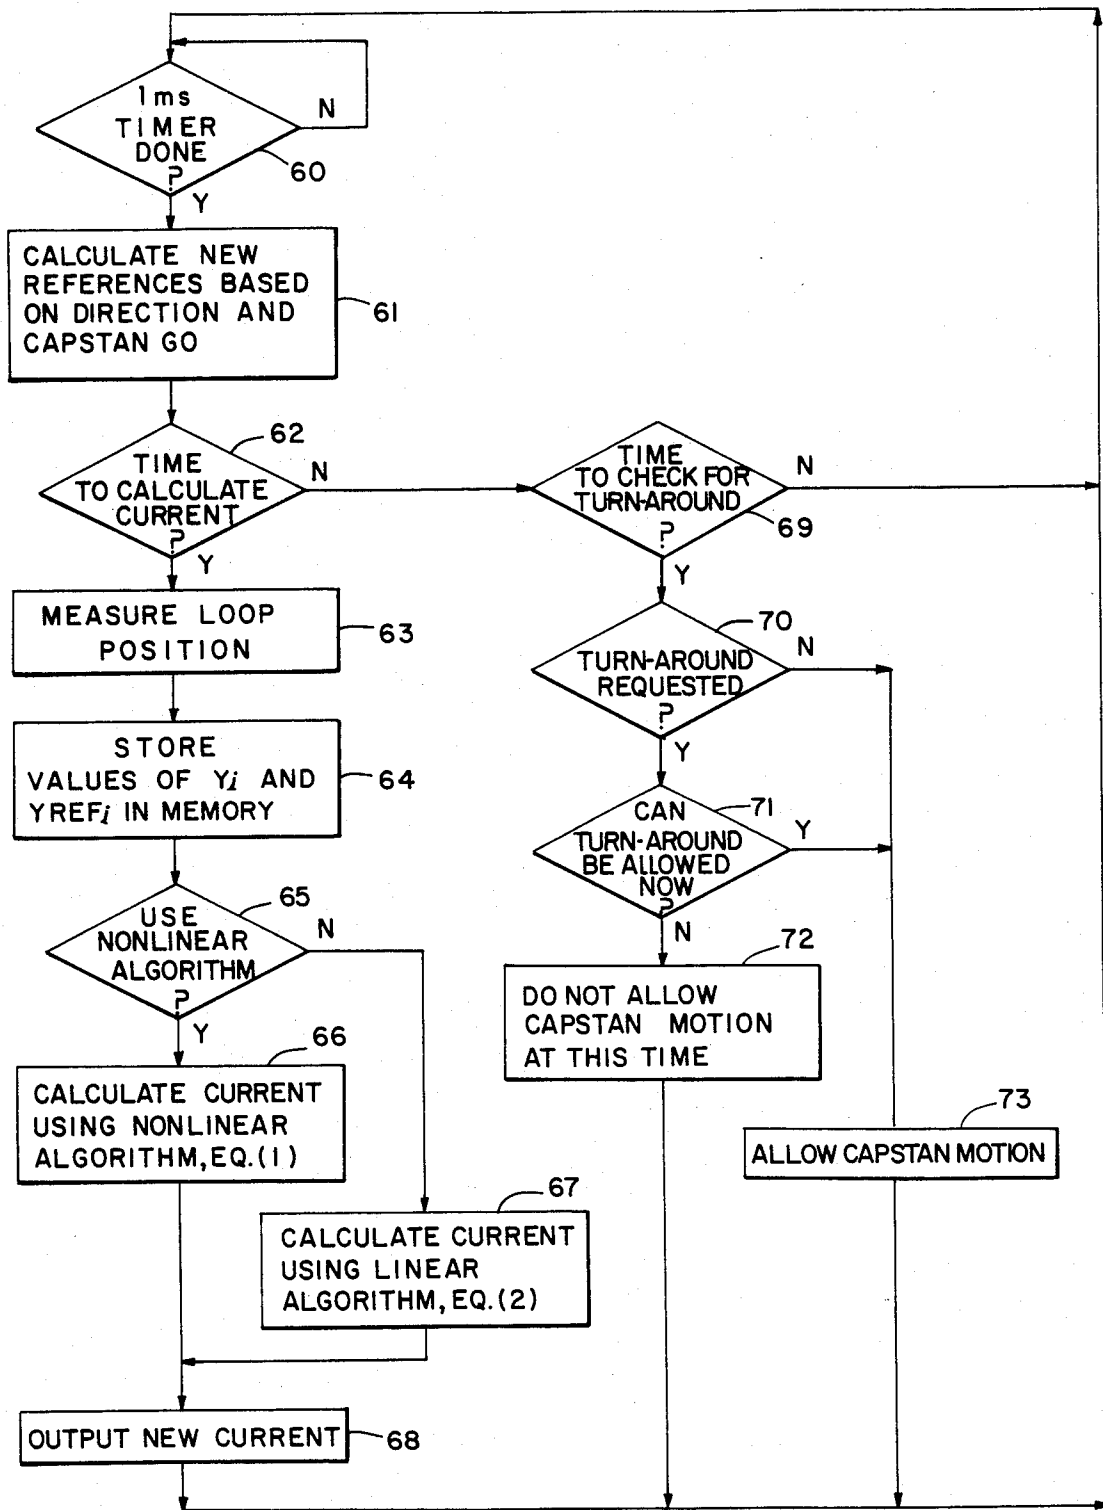 1ms
TIMER
DONE
?
N
60
Y
CALCULATE NEW
REFERENCES BASED
ON DIRECTION AND
CAPSTAN GO
61
62
TIME
TO CALCULATE
CURRENT
?
N
Y
MEASURE LOOP
POSITION
63
STORE
VALUES OF Yi AND
YREFi IN MEMORY
64
65
USE
NONLINEAR
ALGORITHM
?
N
Y
66
CALCULATE CURRENT
USING NONLINEAR
ALGORITHM, EQ.(1)
67
CALCULATE CURRENT
USING LINEAR
ALGORITHM, EQ.(2)
OUTPUT NEW CURRENT
68
TIME
TO CHECK FOR
TURN-AROUND
?
N
69
Y
70
TURN-AROUND
REQUESTED
?
N
Y
71
CAN
TURN-AROUND
BE ALLOWED
NOW
?
Y
N
72
DO NOT ALLOW
CAPSTAN MOTION
AT THIS TIME
73
ALLOW CAPSTAN MOTION